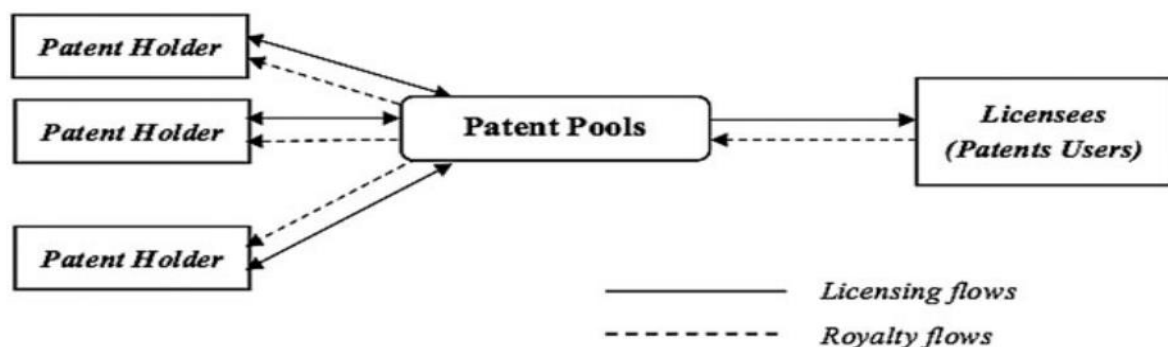 Patent Holder
Patent Holder
Patent Holder
Patent Pools
Licensees
(Patents Users)
Licensing flows
Royalty flows